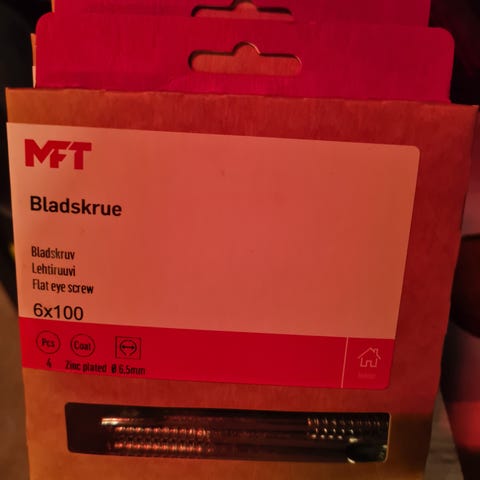 MFT
Bladskrue
Bladskruv
Lehtiruuvi
Flat eye screw
6x100
Pcs
Coat
4
Zinc plated
Ø 6,5mm